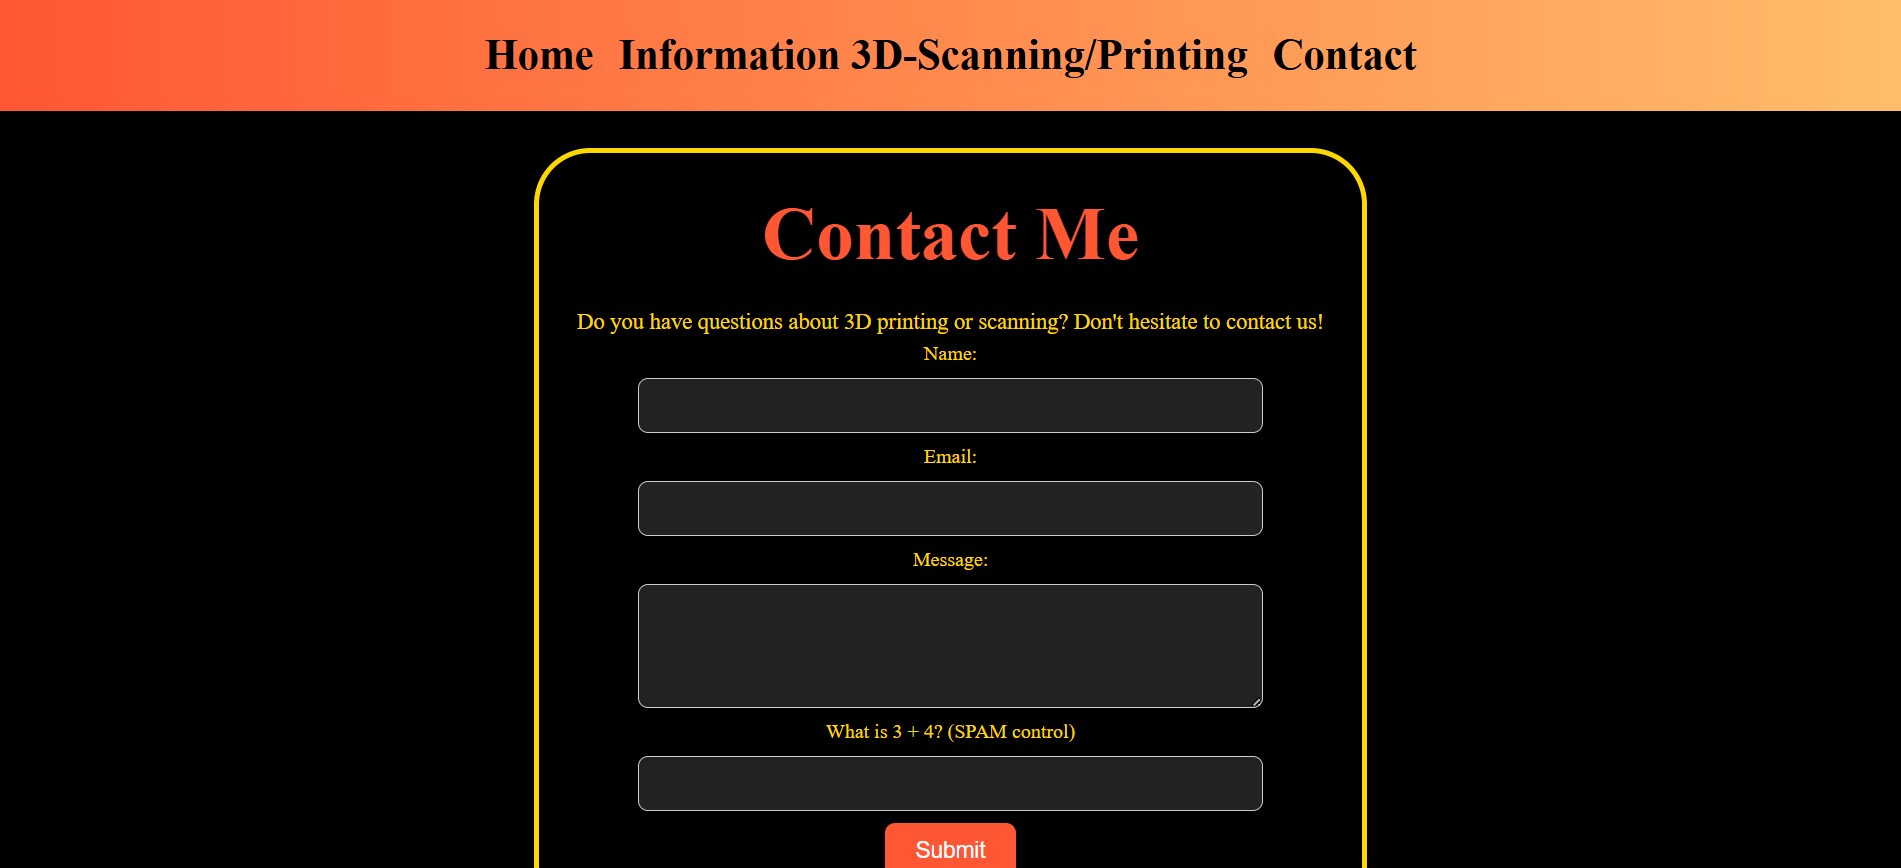 Home Information 3D-Scanning/Printing Contact
Contact Me
Do you have questions about 3D printing or scanning? Don't hesitate to contact us!
Name:
Email:
Message:
What is 3 + 4? (SPAM control)
Submit